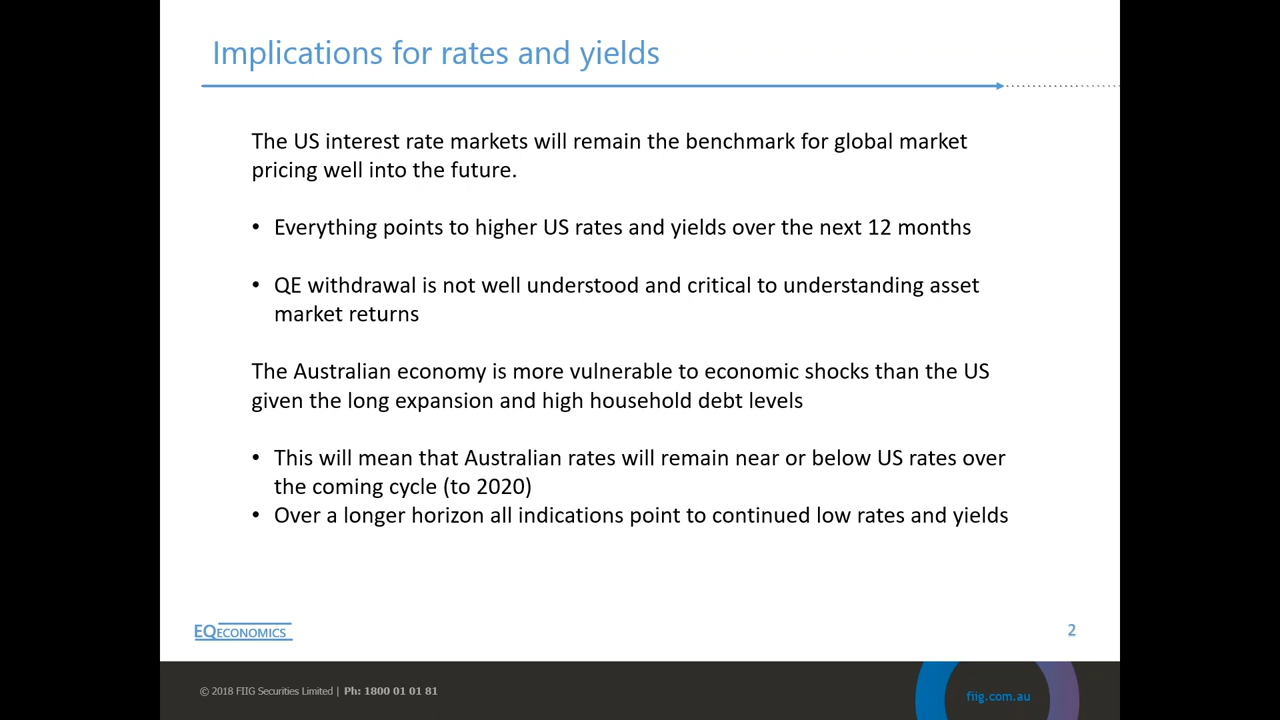 Implications for rates and yields
The US interest rate markets will remain the benchmark for global market
pricing well into the future.
• Everything points to higher US rates and yields over the next 12 months
• QE withdrawal is not well understood and critical to understanding asset
market returns
The Australian economy is more vulnerable to economic shocks than the US
given the long expansion and high household debt levels
• This will mean that Australian rates will remain near or below US rates over
the coming cycle (to 2020)
• Over a longer horizon all indications point to continued low rates and yields
EQECONOMICS
2
© 2018 FIIG Securities Limited | Ph: 1800 01 01 81
fiig.com.au